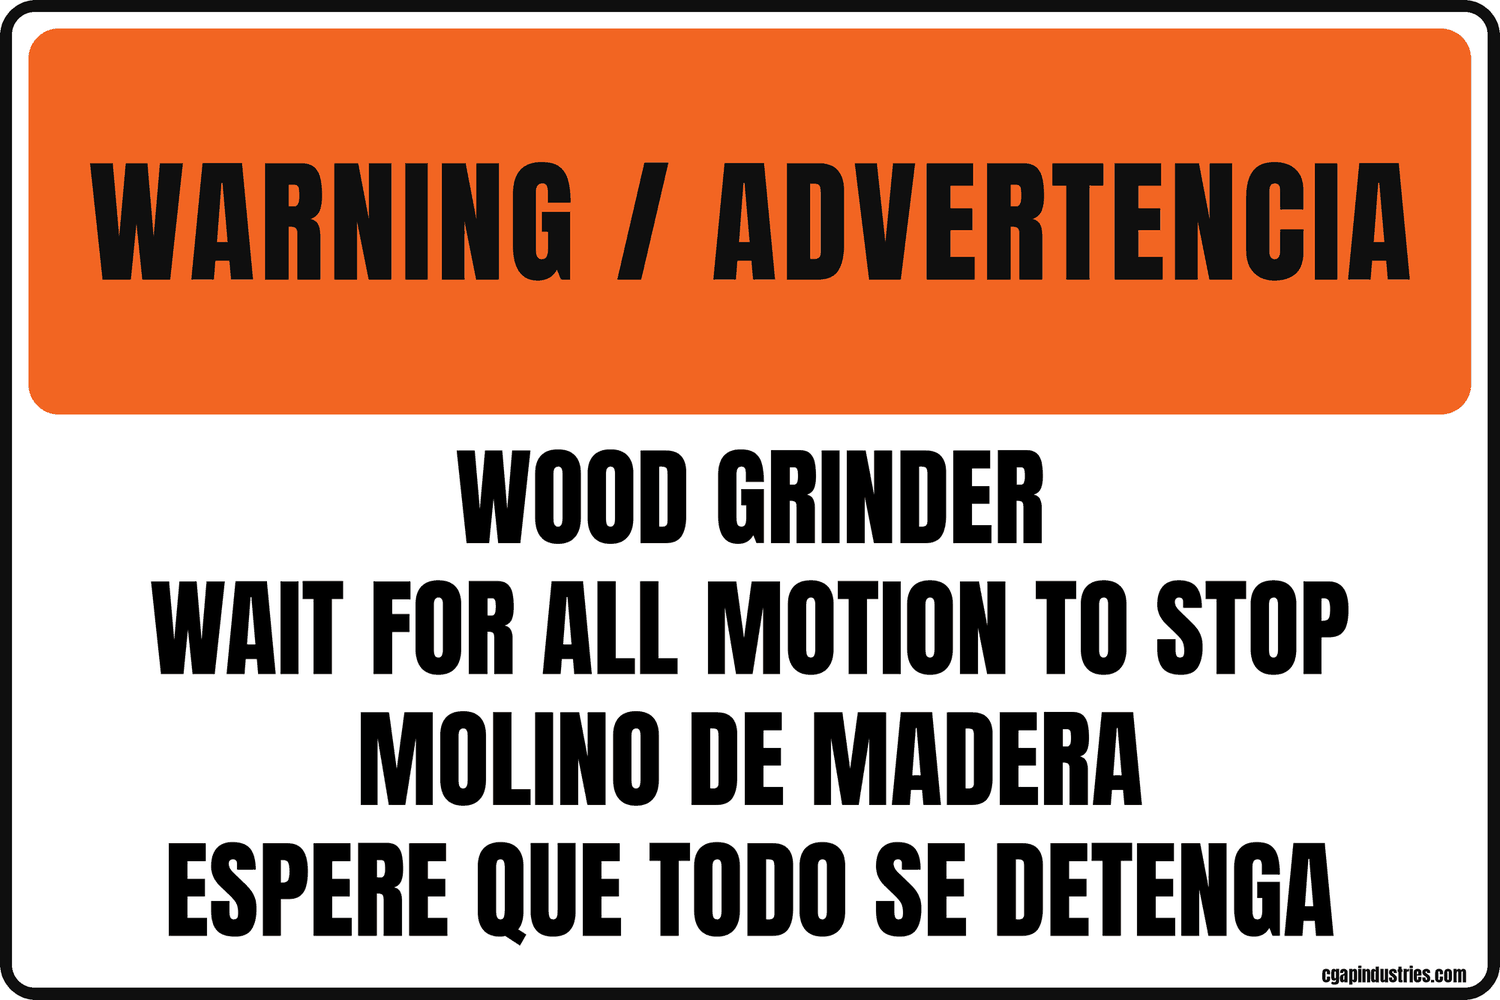 WARNING / ADVERTENCIA
WOOD GRINDER
WAIT FOR ALL MOTION TO STOP
MOLINO DE MADERA
ESPERE QUE TODO SE DETENGA
cgapindustries.com